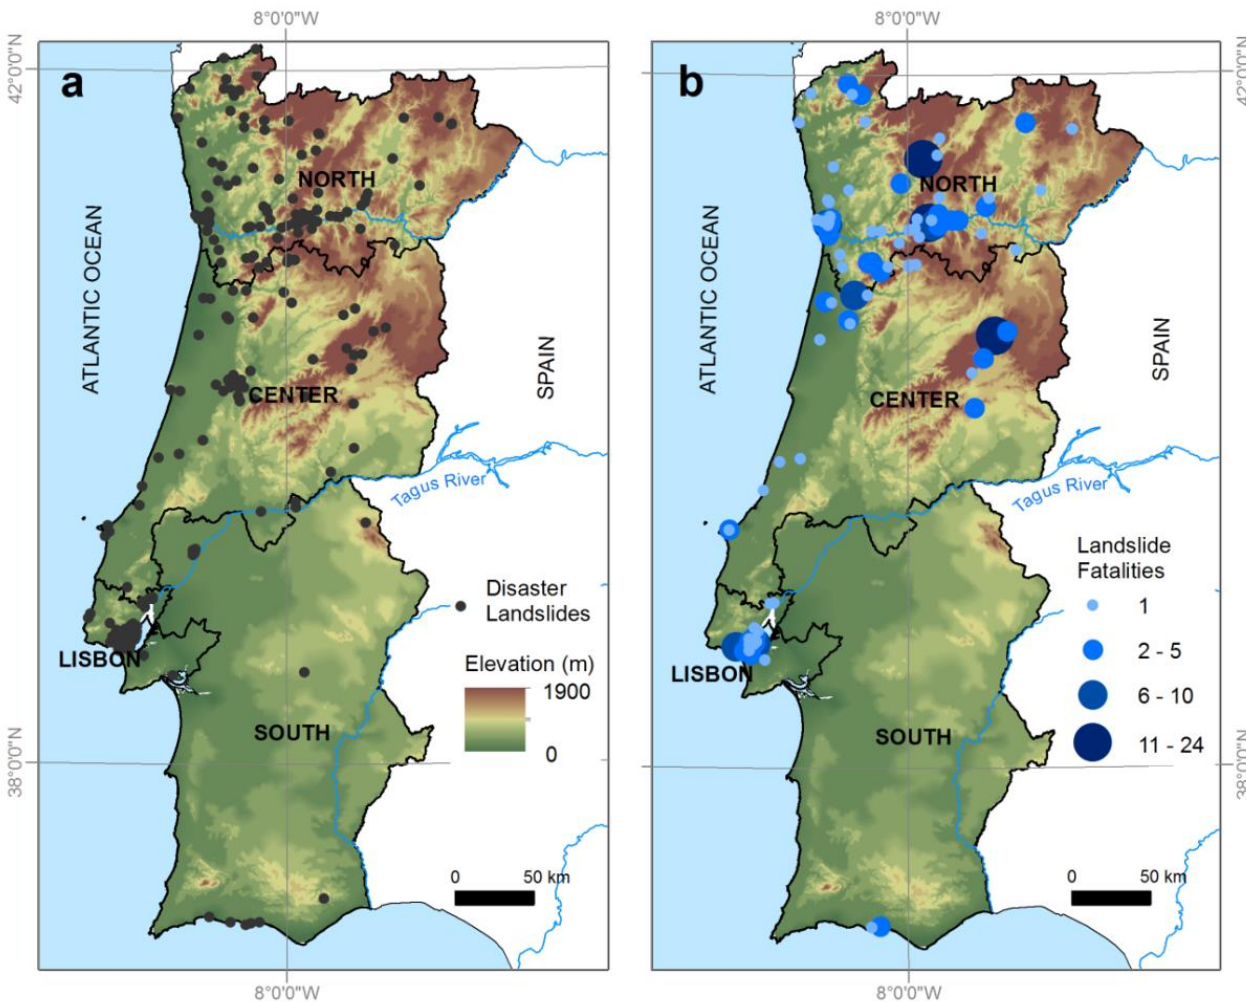 8°0'0"W
8°0'0"W
42°0'0"N
a
NORTH
ATLANTIC OCEAN
SPAIN
CENTER
Tagus River
Disaster
Landslides
LISBON
Elevation (m)
1900
0
SOUTH
38°0'0"N
0 50 km
8°0'0"W
b
42°0'0"N
NORTH
ATLANTIC OCEAN
SPAIN
CENTER
Tagus River
Landslide
Fatalities
1
2 - 5
6 - 10
11 - 24
LISBON
SOUTH
38°0'0"N
0 50 km
8°0'0"W